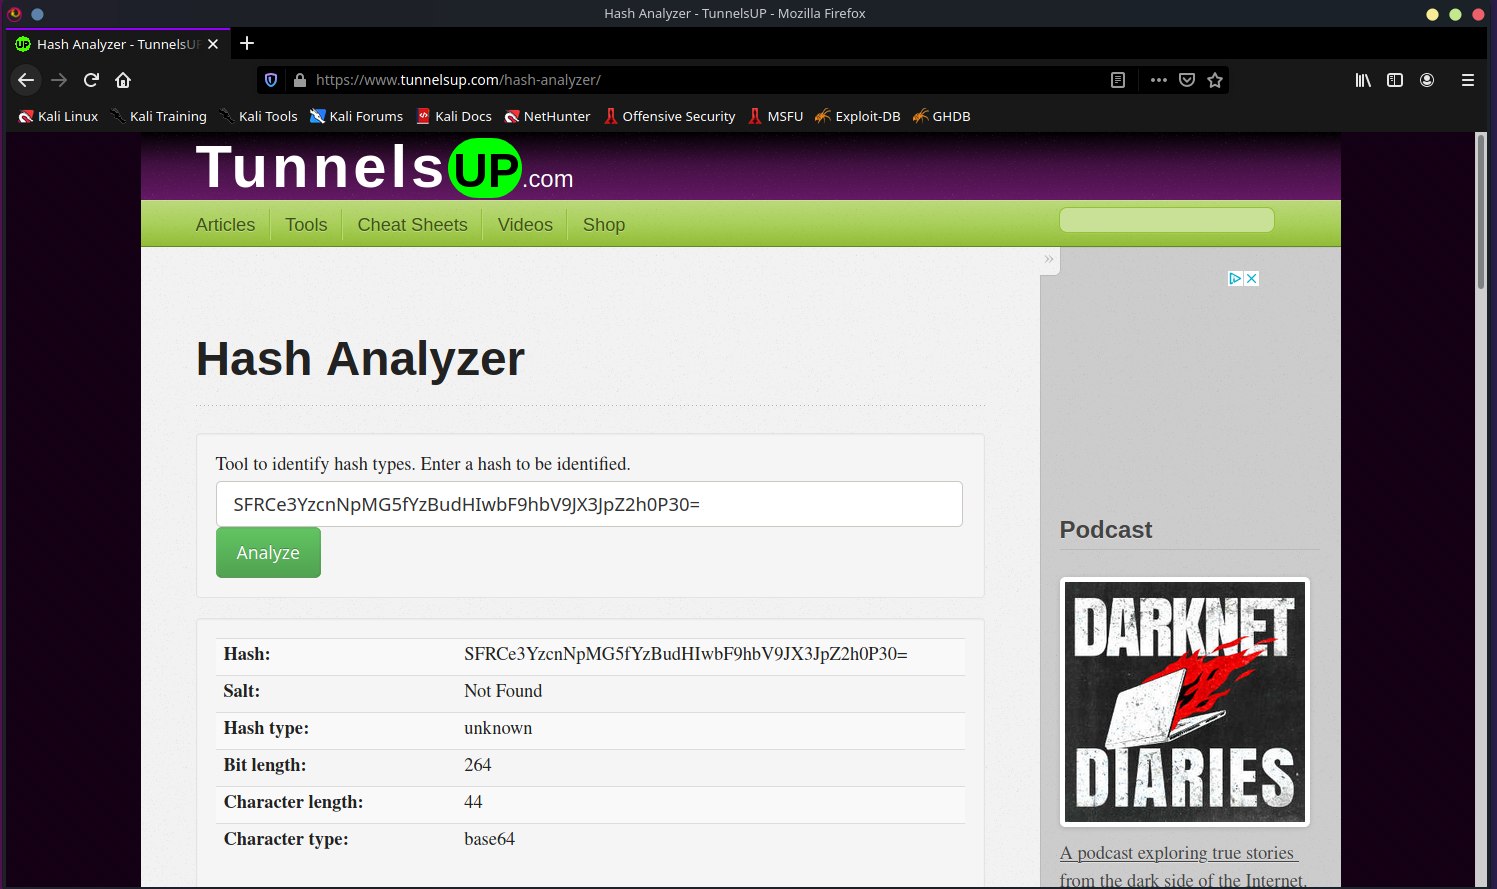 Hash Analyzer - TunnelsUP - Mozilla Firefox
UP Hash Analyzer - TunnelsUP
https://www.tunnelsup.com/hash-analyzer/
Kali Linux Kali Training Kali Tools Kali Forums Kali Docs NetHunter Offensive Security MSFU Exploit-DB GHDB
TunnelsUP.com
Articles Tools Cheat Sheets Videos Shop
»
Hash Analyzer
Tool to identify hash types. Enter a hash to be identified.
SFRCe3YzcnNpMG5fYzBudHIwbF9hbV9JX3JpZ2h0P30=
Analyze
Hash: SFRCe3YzcnNpMG5fYzBudHIwbF9hbV9JX3JpZ2h0P30=
Salt: Not Found
Hash type: unknown
Bit length: 264
Character length: 44
Character type: base64
Podcast
DARKNET
DIARIES
A podcast exploring true stories
from the dark side of the Internet.